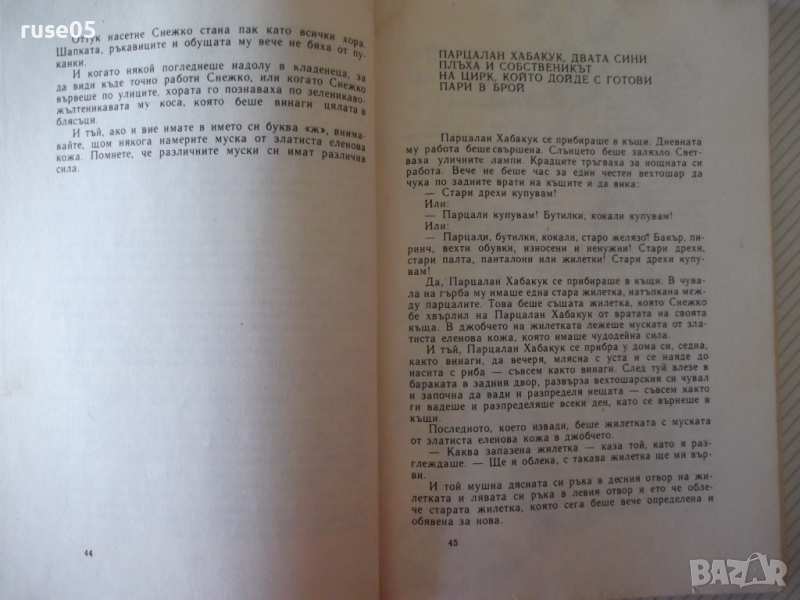 ruse05
Оттук насетне Снежко стана пак като всички хора.
Шапката, ръкавиците и обущата му вече не бяха от пу-
канки.
И когато някой погледнеше надолу в кладенеца, за
да види къде точно работи Снежко, или когато Снежко
вървеше по улиците, хората го познаваха по зеленикаво-
жълтеникавата му коса, която беше винаги цялата в
блясъци.
И тъй, ако и вие имате в името си буква «ж», внима-
вайте, щом някога намерите муска от златиста еленова
кожа. Помнете, че различните муски си имат различна
сила.
44
ПАРЦАЛАН ХАБАКУК, ДВАТА СИНИ
ПЛЪХА И СОБСТВЕНИКЪТ
НА ЦИРК, КОЙТО ДОЙДЕ С ГОТОВИ
ПАРИ В БРОЙ
Парцалан Хабакук се прибираше в къщи. Дневната
му работа беше свършена. Слънцето беше залязло. Свет-
ваха уличните лампи. Крадците тръгваха за нощната си
работа. Вече не беше час за един честен вехтошар да
чука по задните врати на къщите и да вика:
— Стари дрехи купувам!
Или:
— Парцали купувам! Бутилки, кокали купувам!
Или:
— Парцали, бутилки, кокали, старо желязо! Бакър, пи-
ринч, вехти обувки, износени и ненужни! Стари дрехи,
стари палта, панталони или жилетки! Стари дрехи купу-
вам!
Да, Парцалан Хабакук се прибираше в къщи. В чува-
ла на гърба му имаше една стара жилетка, натъпкана меж-
ду парцалите. Това беше същата жилетка, която Снежко
бе хвърлил на Парцалан Хабакук от вратата на своята
къща. В джобчето на жилетката лежеше муската от зла-
тиста еленова кожа, която имаше чудодейна сила.
И тъй, Парцалан Хабакук се прибра у дома си, седна,
както винаги, да вечеря, млясна с уста и се наяде до
насита с риба — съвсем както винаги. След туй влезе в
бараката в задния двор, развърза вехтошарския си чувал
и започна да вади и разпределя нещата — съвсем както
ги вадеше и разпределяше всеки ден, като се върнеше в
къщи.
Последното, което извади, беше жилетката с муската
от златиста еленова кожа в джобчето.
— Каква запазена жилетка — каза той, като я раз-
глеждаше. — Ще я облека, с такава жилетка ще ми вър-
ви.
И той мушна дясната си ръка в десния отвор на жи-
летката и лявата си ръка в левия отвор и ето че обле-
че старата жилетка, която сега беше вече определена и
обявена за нова.
45
BAZAR